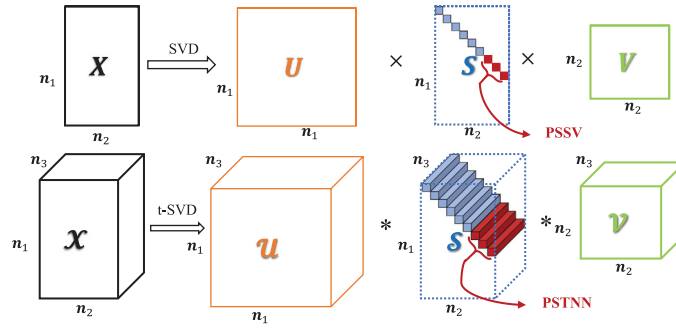 SVD
X
U
×
S
×
V
n₁
n₁
n₁
n₂
n₂
n₁
n₂
n₂
PSSV
n₃
n₃
n₃
n₃
t-SVD
𝒳
𝒰
*
𝒮
*
𝒱
n₁
n₁
n₁
n₂
n₂
n₁
n₂
n₂
PSTNN